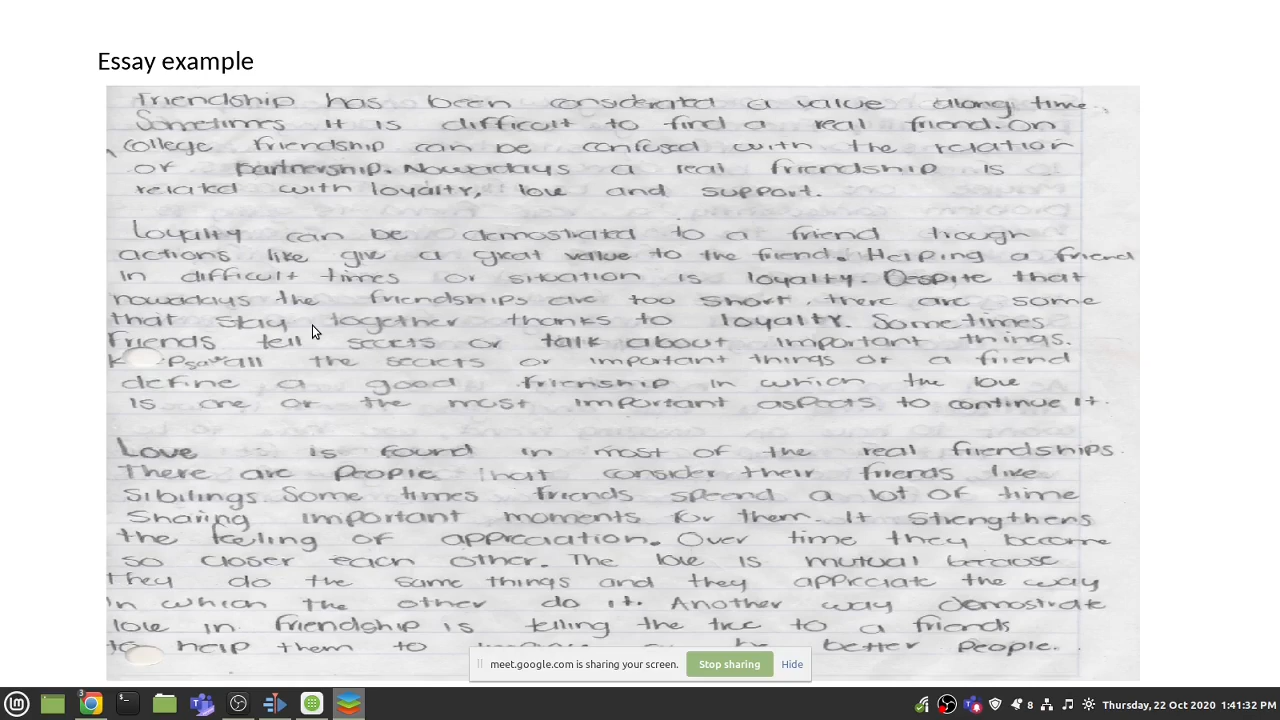 Essay example
Friendship has been considerated a value along time.
Sometimes it is difficult to find a real friend. On
college friendship can be confused with the relation
or partnership. Nowadays a real friendship is
related with loyalty, love and support.
Loyalty can be demostrated to a friend trough
actions like give a great value to the friend. Helping a friend
in difficult times or situation is loyalty. Despite that
nowadays the friendships are too short, there are some
that stay together thanks to loyalty. Sometimes
friends tell secrets or talk about important things.
all the secrets or important things of a friend
define a good frienship in which the love
is one of the most important aspects to continue it.
Love is found in most of the real friendships.
There are people that consider their friends like
sibilings. Some times friends spend a lot of time
sharing important moments for them. It strengthens
the feeling of appreciation. Over time they become
so closer each other. The love is mutual because
they do the same things and they appreciate the way
in which the other do it. Another way demostrate
love in friendship is telling the true to a friends
to help them to better people.
meet.google.com is sharing your screen. Stop sharing Hide
3 8 Thursday, 22 Oct 2020 1:41:32 PM